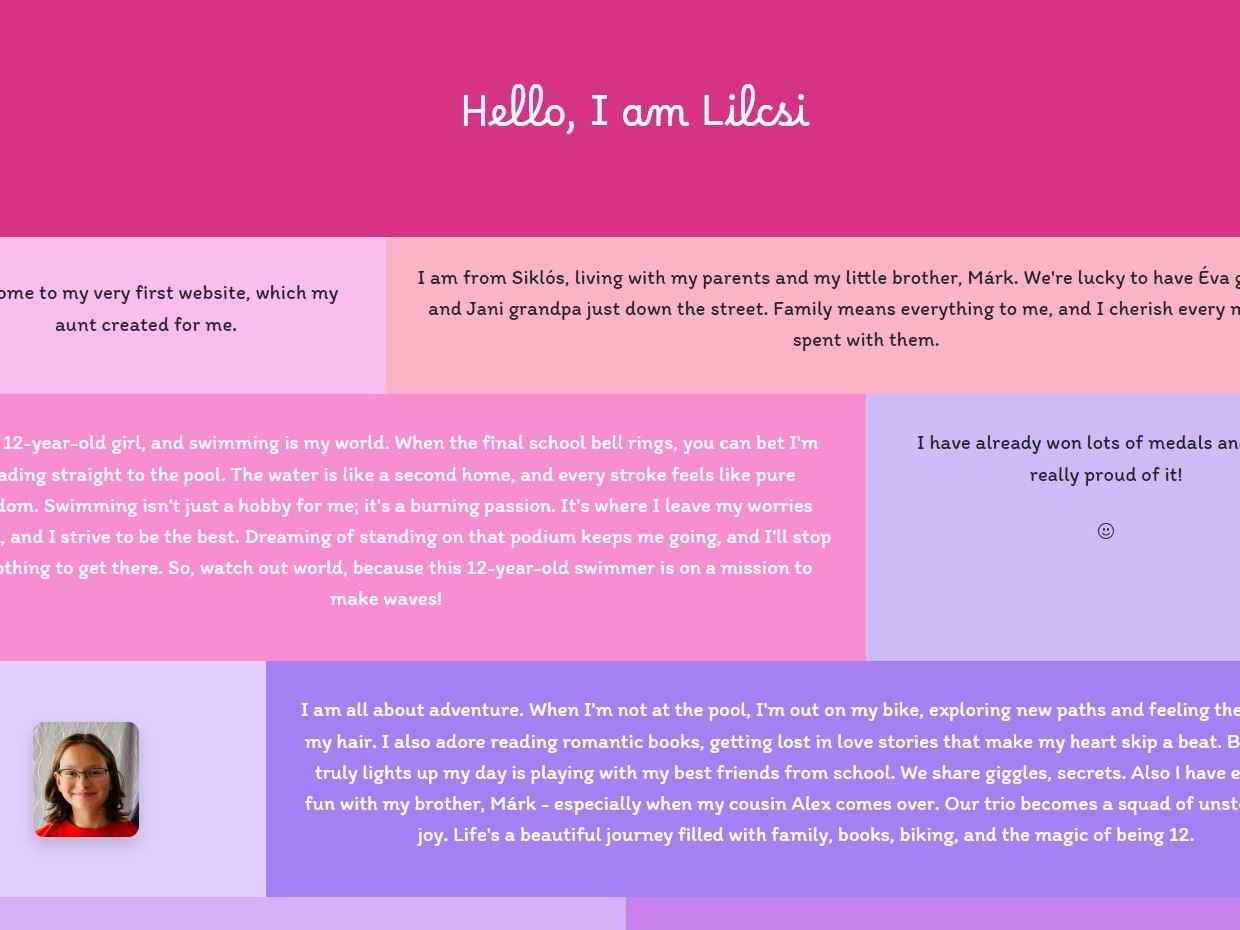 Hello, I am Lilcsi
ome to my very first website, which my
aunt created for me.
I am from Siklós, living with my parents and my little brother, Márk. We're lucky to have Éva g
and Jani grandpa just down the street. Family means everything to me, and I cherish every m
spent with them.
12-year-old girl, and swimming is my world. When the final school bell rings, you can bet I'm
ading straight to the pool. The water is like a second home, and every stroke feels like pure
dom. Swimming isn't just a hobby for me; it's a burning passion. It's where I leave my worries
, and I strive to be the best. Dreaming of standing on that podium keeps me going, and I'll stop
othing to get there. So, watch out world, because this 12-year-old swimmer is on a mission to
make waves!
I have already won lots of medals an
really proud of it!
I am all about adventure. When I'm not at the pool, I'm out on my bike, exploring new paths and feeling the
my hair. I also adore reading romantic books, getting lost in love stories that make my heart skip a beat. B
truly lights up my day is playing with my best friends from school. We share giggles, secrets. Also I have e
fun with my brother, Márk - especially when my cousin Alex comes over. Our trio becomes a squad of unst
joy. Life's a beautiful journey filled with family, books, biking, and the magic of being 12.